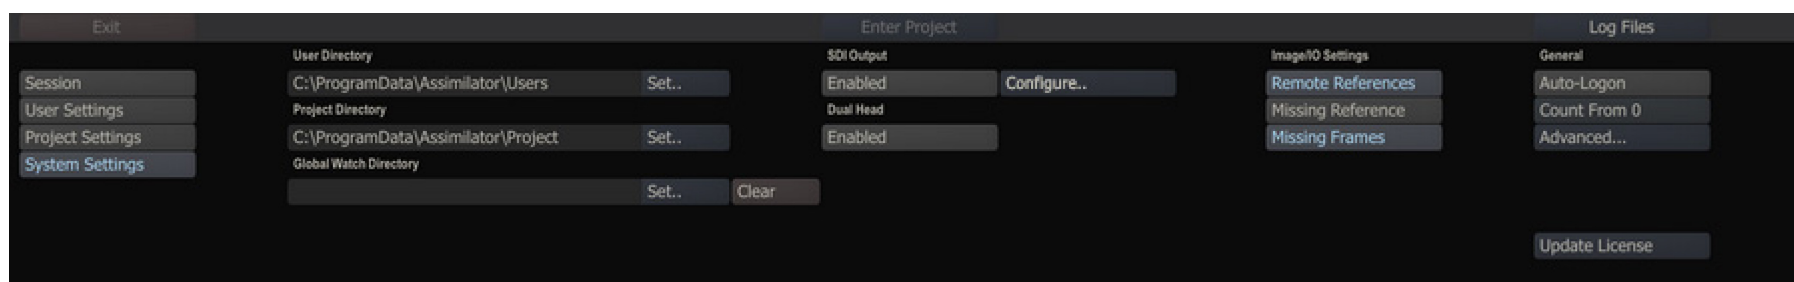 Exit Enter Project Log Files
User Directory SDI Output Image/IO Settings General
Session C:\ProgramData\Assimilator\Users Set.. Enabled Configure.. Remote References Auto-Logon
User Settings Project Directory Dual Head Missing Reference Count From 0
Project Settings C:\ProgramData\Assimilator\Project Set.. Enabled Missing Frames Advanced...
System Settings Global Watch Directory
Set.. Clear
Update License